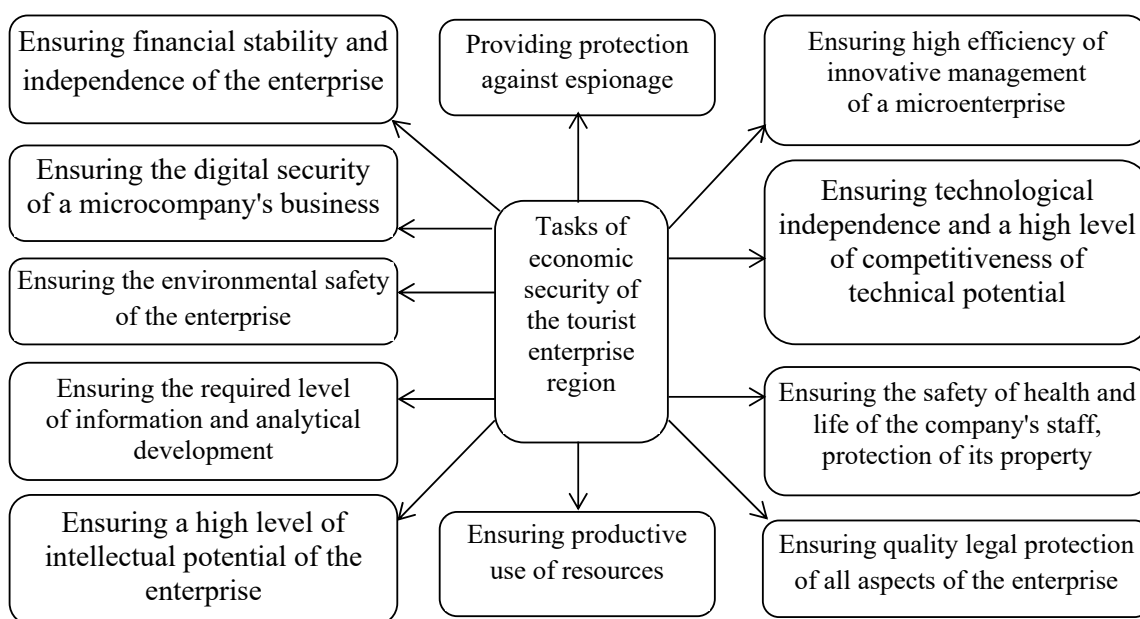 Ensuring financial stability and
independence of the enterprise
Ensuring the digital security
of a microcompany's business
Ensuring the environmental safety
of the enterprise
Ensuring the required level
of information and analytical
development
Ensuring a high level of
intellectual potential of the
enterprise
Providing protection
against espionage
Tasks of
economic
security of
the tourist
enterprise
region
Ensuring productive
use of resources
Ensuring high efficiency of
innovative management
of a microenterprise
Ensuring technological
independence and a high level
of competitiveness of
technical potential
Ensuring the safety of health and
life of the company's staff,
protection of its property
Ensuring quality legal protection
of all aspects of the enterprise